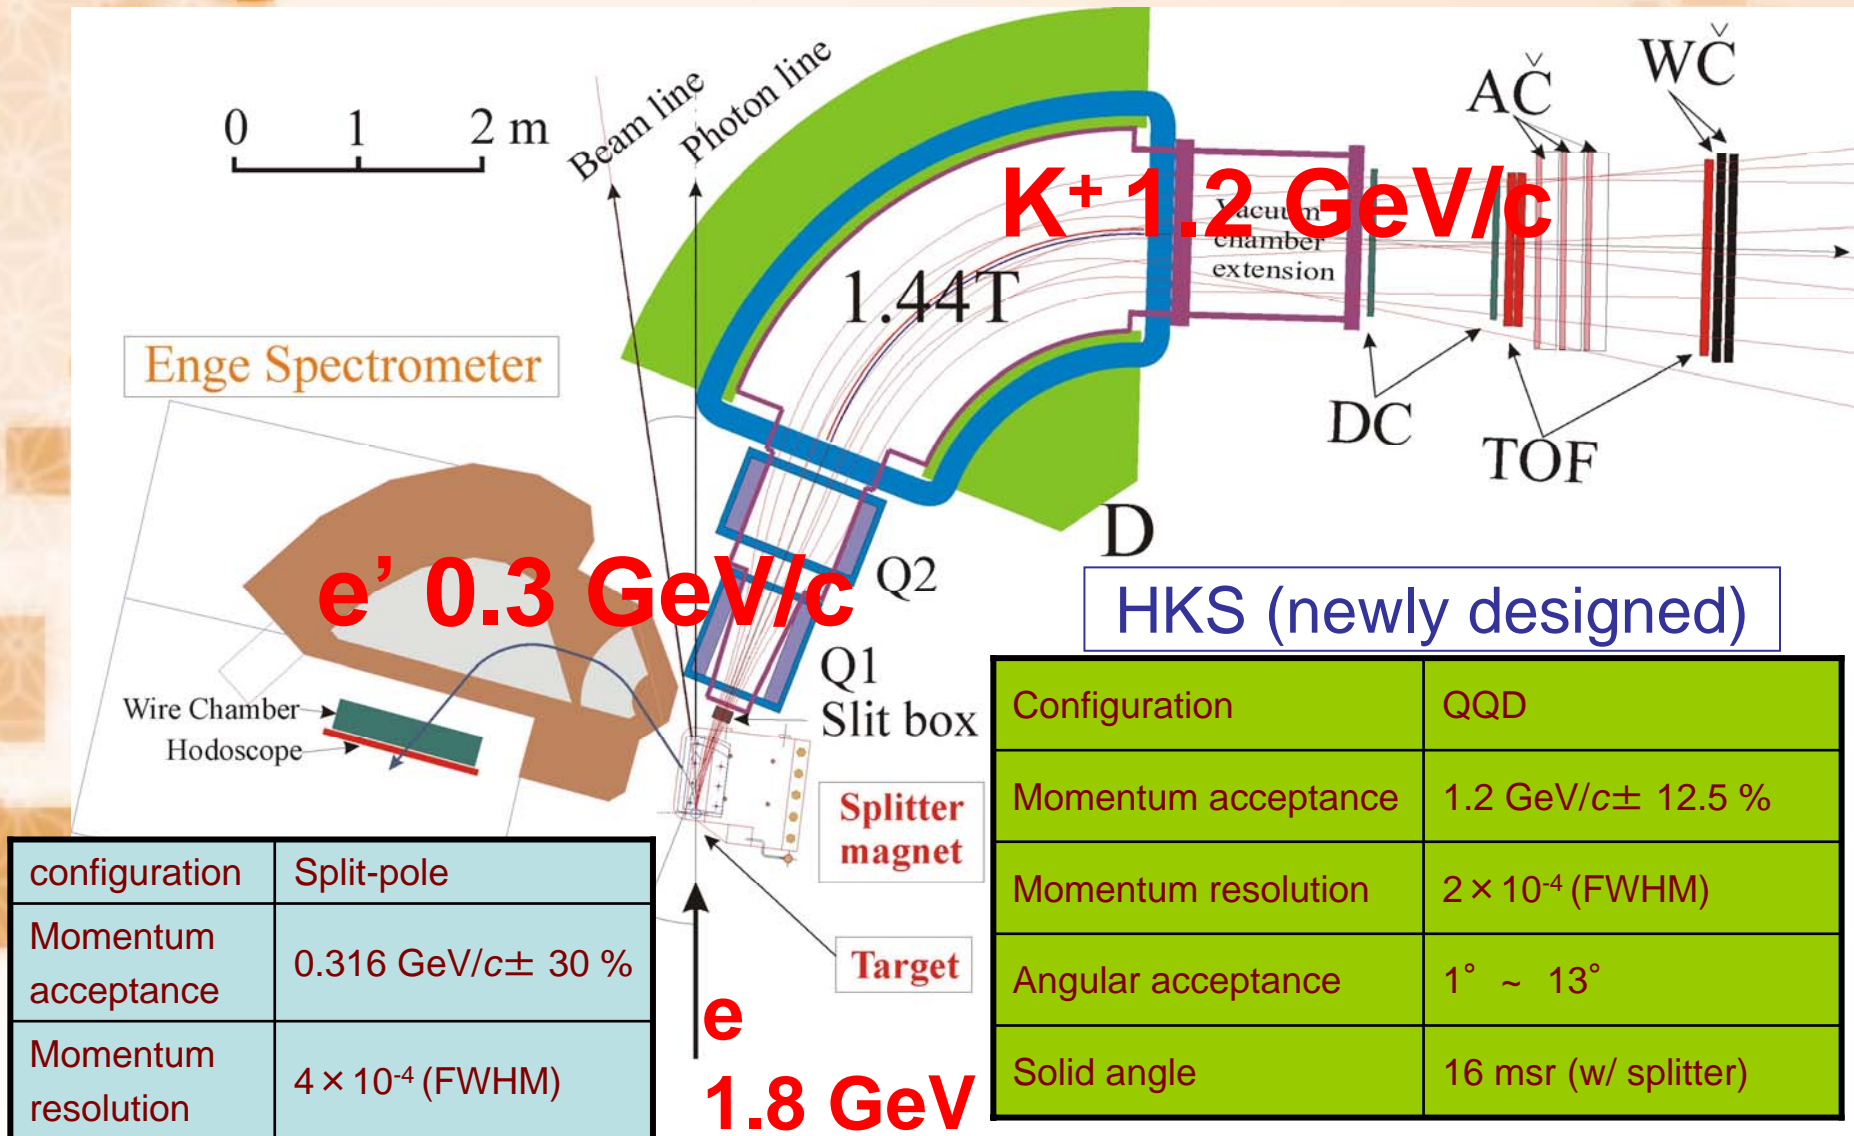 0 1 2 m
Beam line
Photon line
AČ
WČ
K⁺ 1.2 GeV/c
Vacuum
chamber
extension
1.44T
Enge Spectrometer
DC
TOF
D
e’ 0.3 GeV/c
Q2
HKS (newly designed)
Q1
Slit box
Wire Chamber
Hodoscope
Splitter
magnet
Target
e
1.8 GeV
configuration Split-pole
Momentum
acceptance 0.316 GeV/c± 30 %
Momentum
resolution 4×10⁻⁴ (FWHM)
Configuration QQD
Momentum acceptance 1.2 GeV/c± 12.5 %
Momentum resolution 2×10⁻⁴ (FWHM)
Angular acceptance 1° ~ 13°
Solid angle 16 msr (w/ splitter)